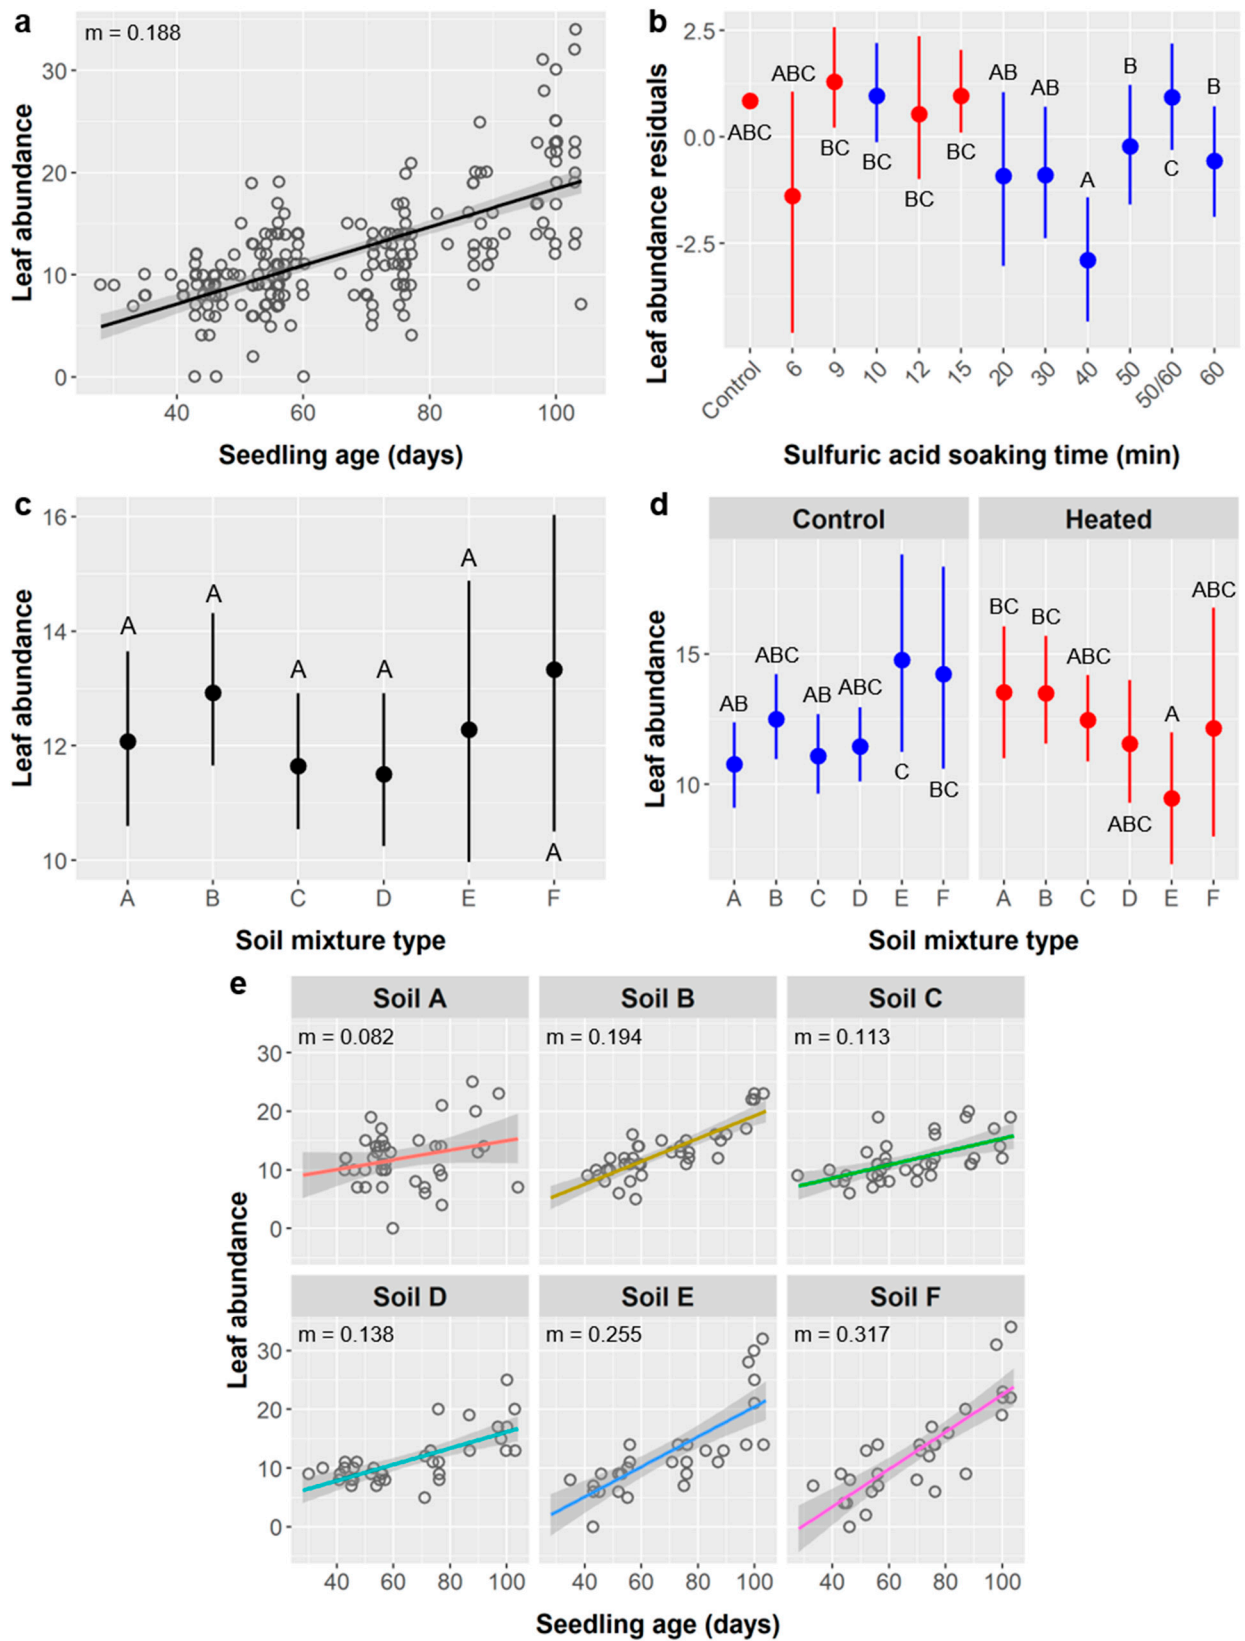 a
m = 0.188
Leaf abundance
30
20
10
0
40 60 80 100
Seedling age (days)
b
Leaf abundance residuals
2.5
0.0
-2.5
ABC
ABC
BC
BC
BC
BC
AB
AB
A
B
C
B
Control 6 9 10 12 15 20 30 40 50 50/60 60
Sulfuric acid soaking time (min)
c
Leaf abundance
16
14
12
10
A A A A A A
A B C D E F
Soil mixture type
d
Control Heated
Leaf abundance
15
10
AB ABC AB ABC C BC
BC BC ABC ABC A ABC
A B C D E F A B C D E F
Soil mixture type
e
Soil A Soil B Soil C
m = 0.082 m = 0.194 m = 0.113
30
20
10
0
Leaf abundance
Soil D Soil E Soil F
m = 0.138 m = 0.255 m = 0.317
30
20
10
0
40 60 80 100 40 60 80 100 40 60 80 100
Seedling age (days)